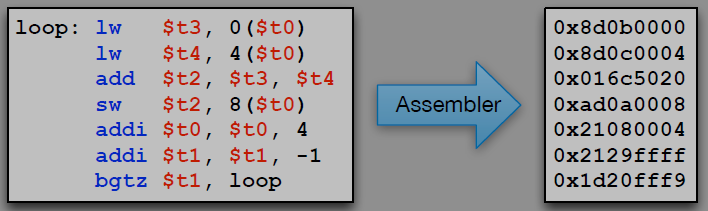 loop: lw $t3, 0($t0)
lw $t4, 4($t0)
add $t2, $t3, $t4
sw $t2, 8($t0)
addi $t0, $t0, 4
addi $t1, $t1, -1
bgtz $t1, loop
Assembler
0x8d0b0000
0x8d0c0004
0x016c5020
0xad0a0008
0x21080004
0x2129ffff
0x1d20fff9